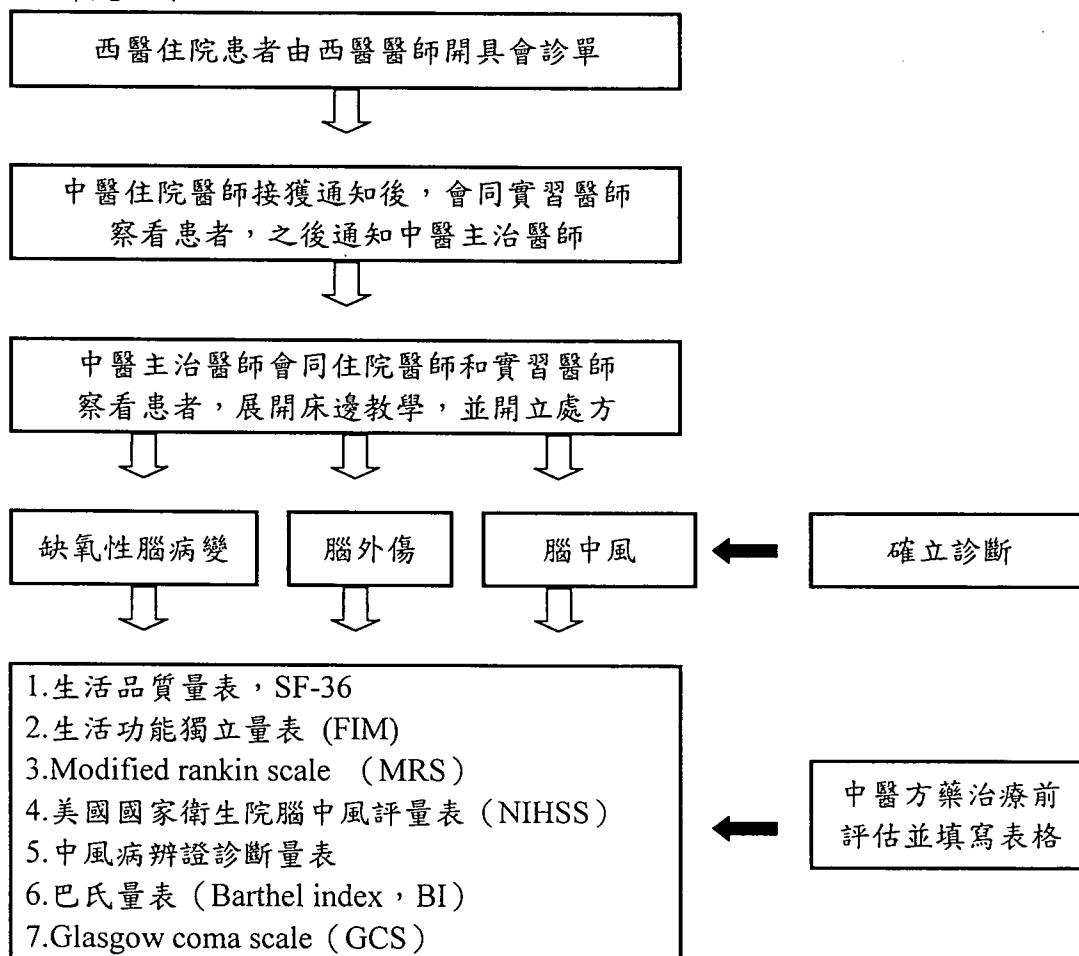 西醫住院患者由西醫醫師開具會診單
中醫住院醫師接獲通知後，會同實習醫師
察看患者，之後通知中醫主治醫師
中醫主治醫師會同住院醫師和實習醫師
察看患者，展開床邊教學，並開立處方
缺氧性腦病變
腦外傷
腦中風
確立診斷
1.生活品質量表，SF-36
2.生活功能獨立量表 (FIM)
3.Modified rankin scale （MRS）
4.美國國家衛生院腦中風評量表（NIHSS）
5.中風病辨證診斷量表
6.巴氏量表（Barthel index，BI）
7.Glasgow coma scale（GCS）
中醫方藥治療前
評估並填寫表格